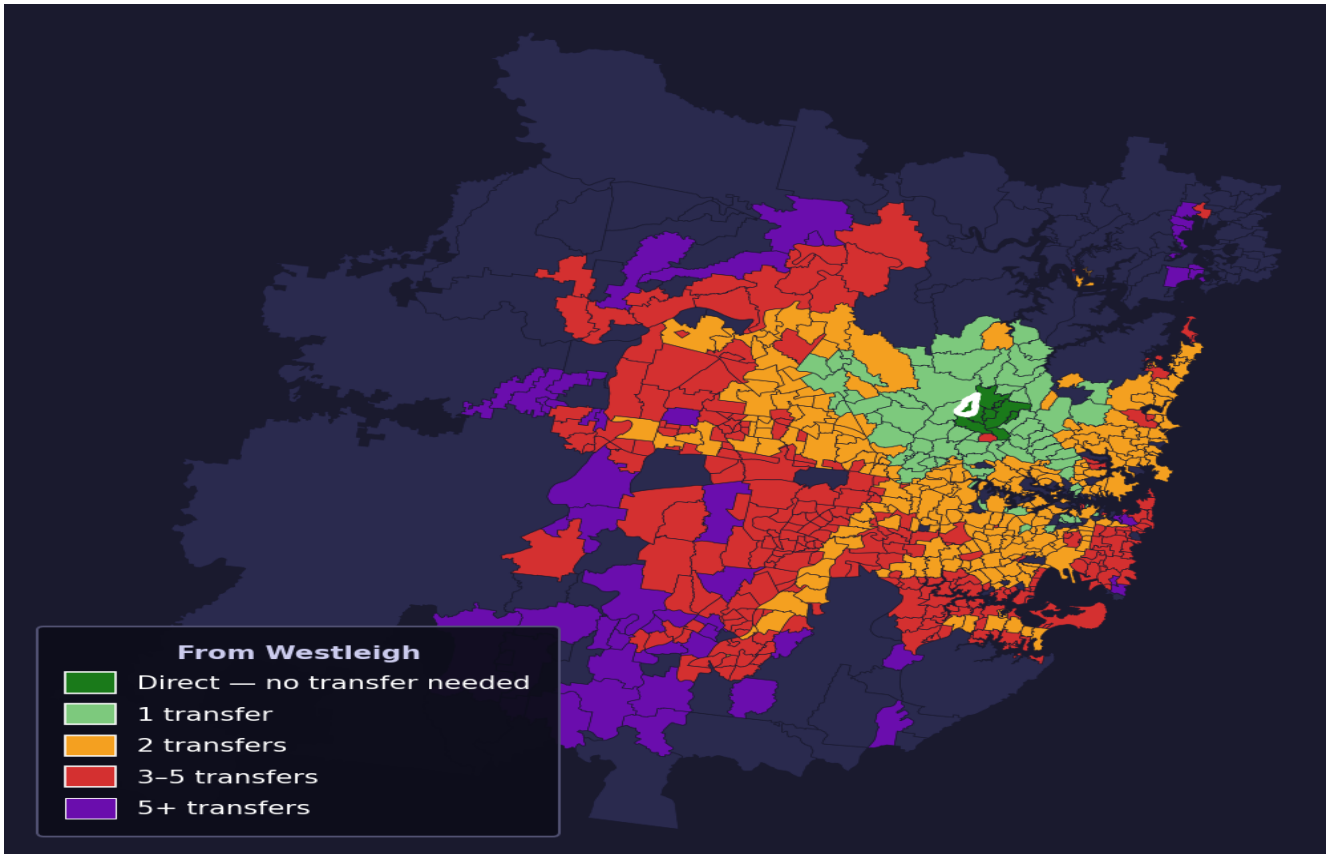 From Westleigh
Direct — no transfer needed
1 transfer
2 transfers
3–5 transfers
5+ transfers